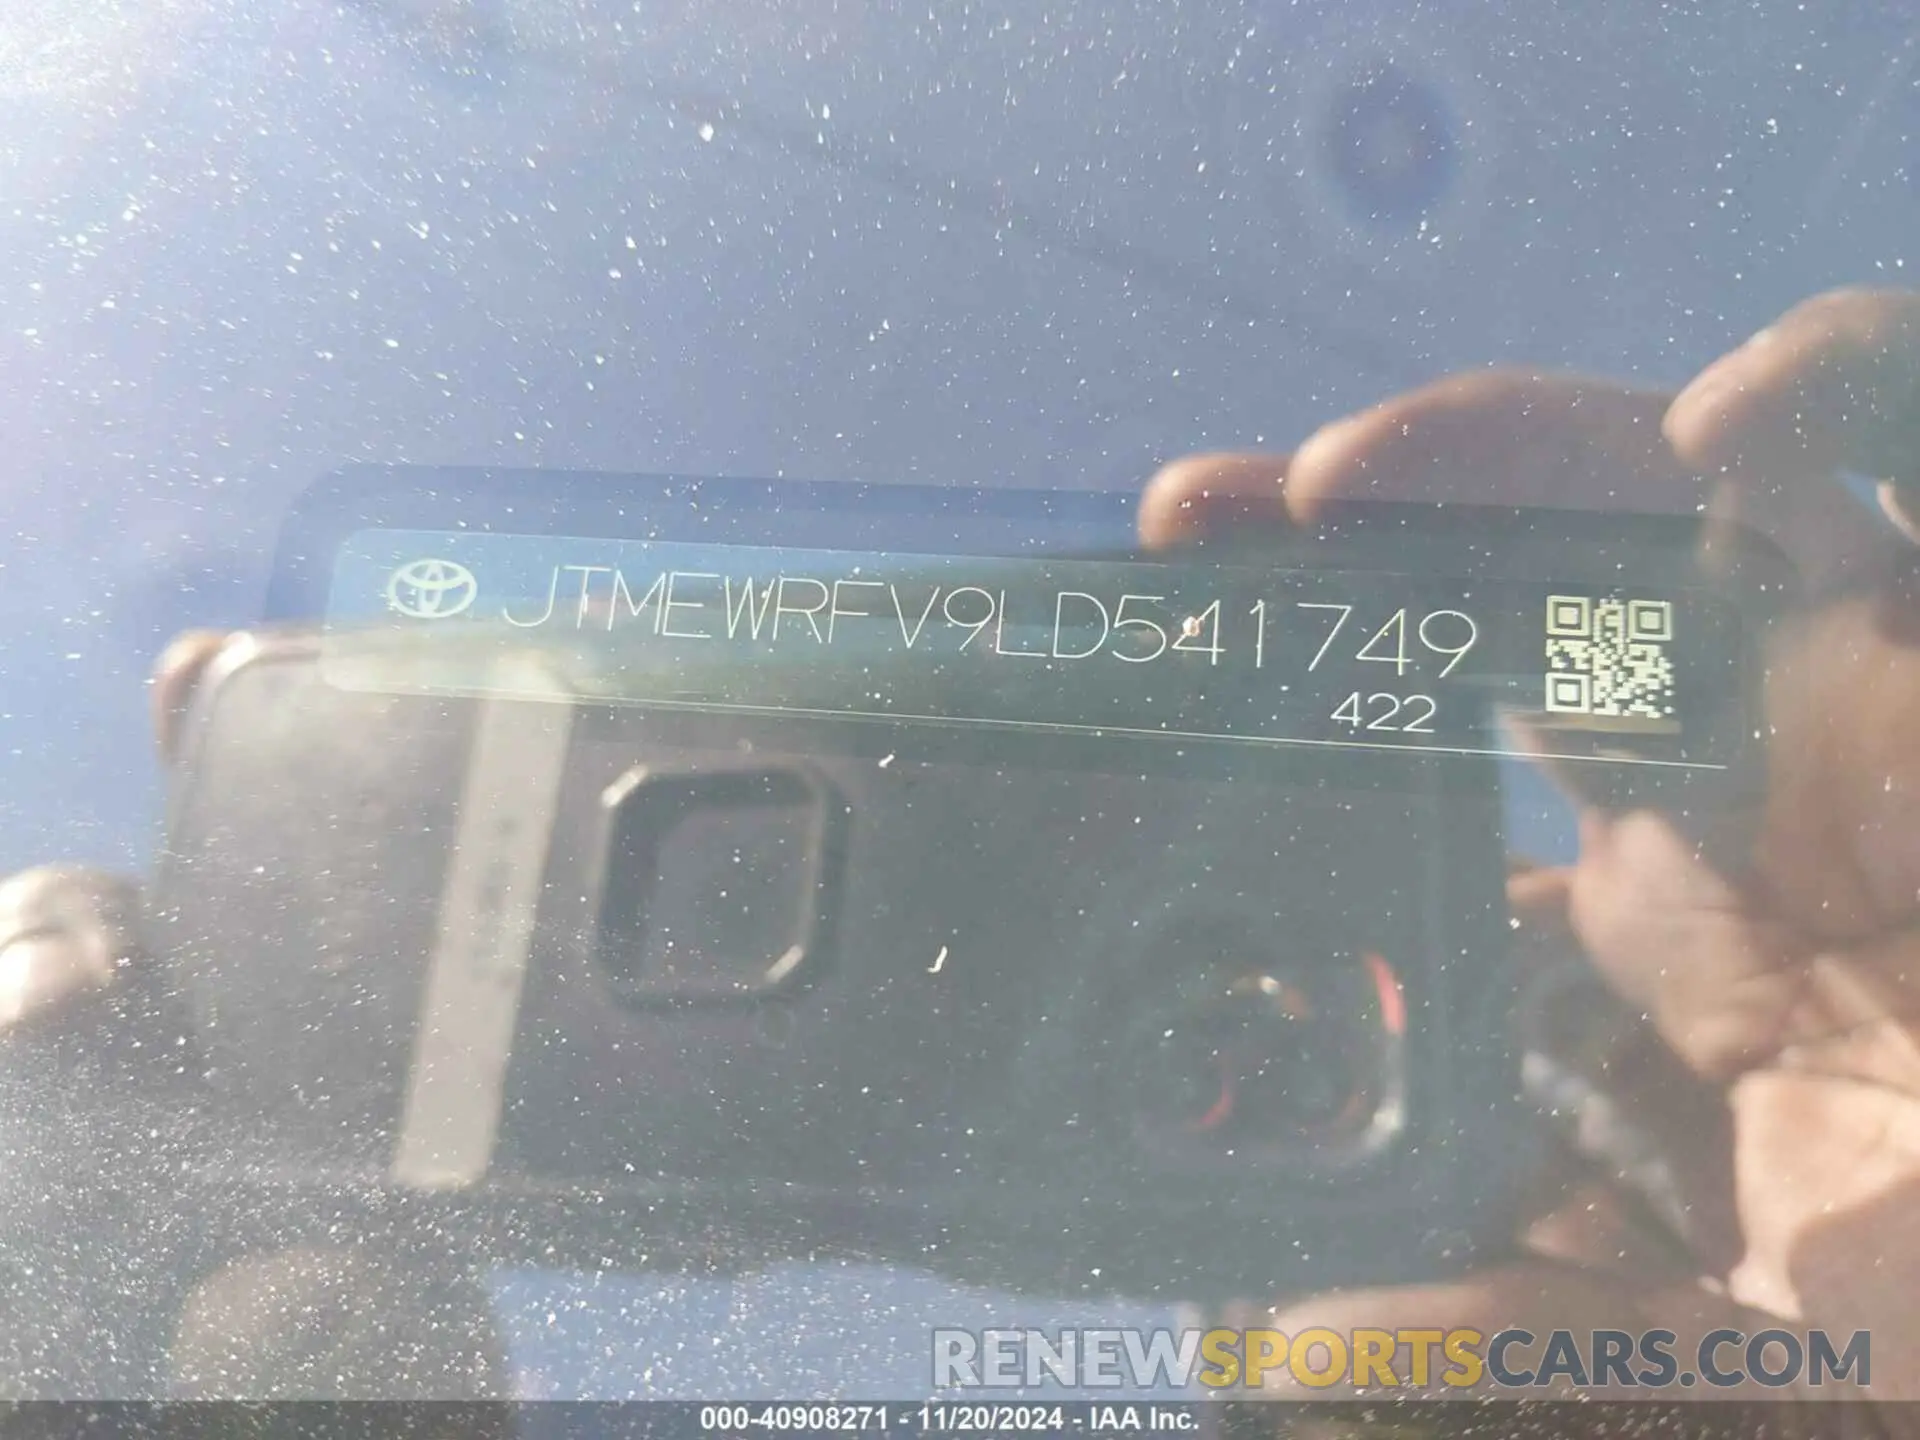 JTMEWRFV9LD541749
422
RENEWSPORTSCARS.COM
000-40908271 - 11/20/2024 - IAA Inc.